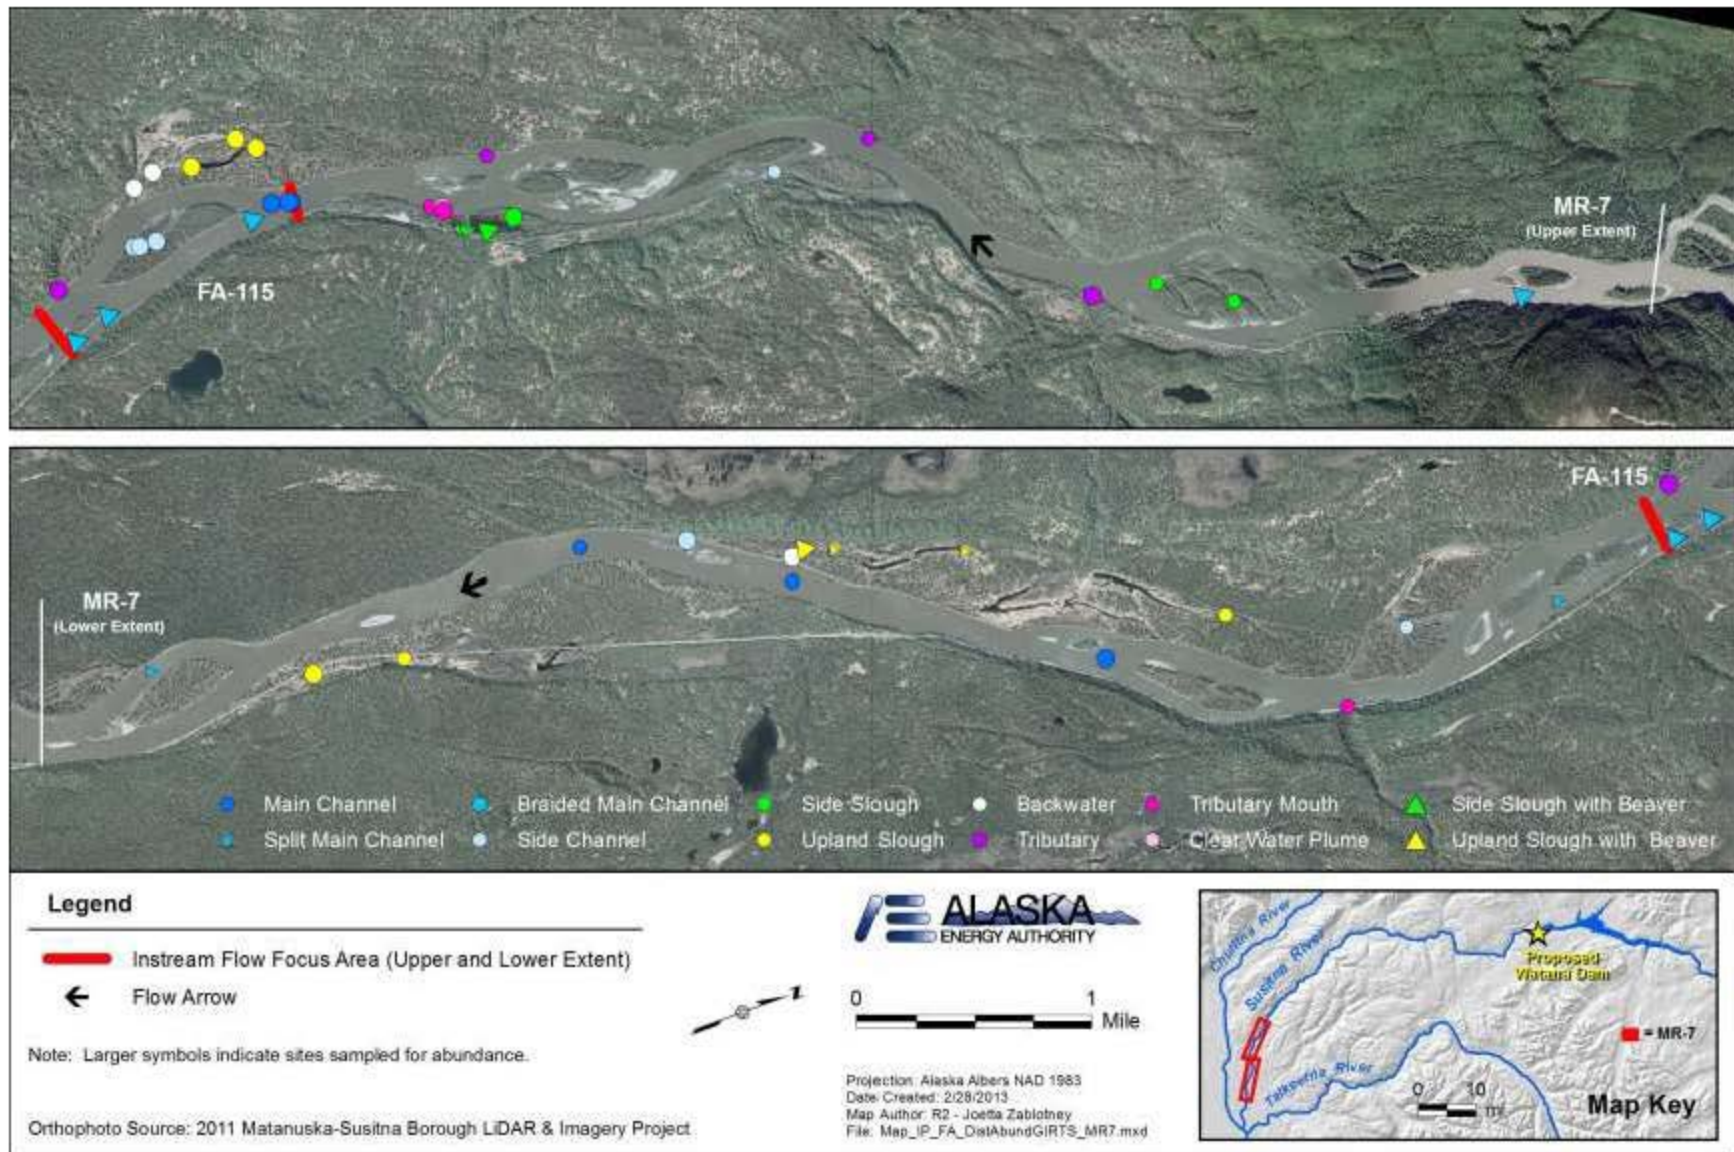 MR-7
(Upper Extent)
FA-115
FA-115
MR-7
(Lower Extent)
Main Channel
Braided Main Channel
Side Slough
Backwater
Tributary Mouth
Side Slough with Beaver
Split Main Channel
Side Channel
Upland Slough
Tributary
Clear Water Plume
Upland Slough with Beaver
Legend
Instream Flow Focus Area (Upper and Lower Extent)
Flow Arrow
Note: Larger symbols indicate sites sampled for abundance.
Orthophoto Source: 2011 Matanuska-Susitna Borough LiDAR & Imagery Project
ALASKA
ENERGY AUTHORITY
Z
0 1
Mile
Projection: Alaska Albers NAD 1983
Date Created: 2/28/2013
Map Author: R2 - Joetta Zablotney
File: Map_IP_FA_DistAbundGIRTS_MR7.mxd
Chulitna River
Susitna River
Proposed
Watana Dam
= MR-7
Talkeetna River
0 10
mi
Map Key